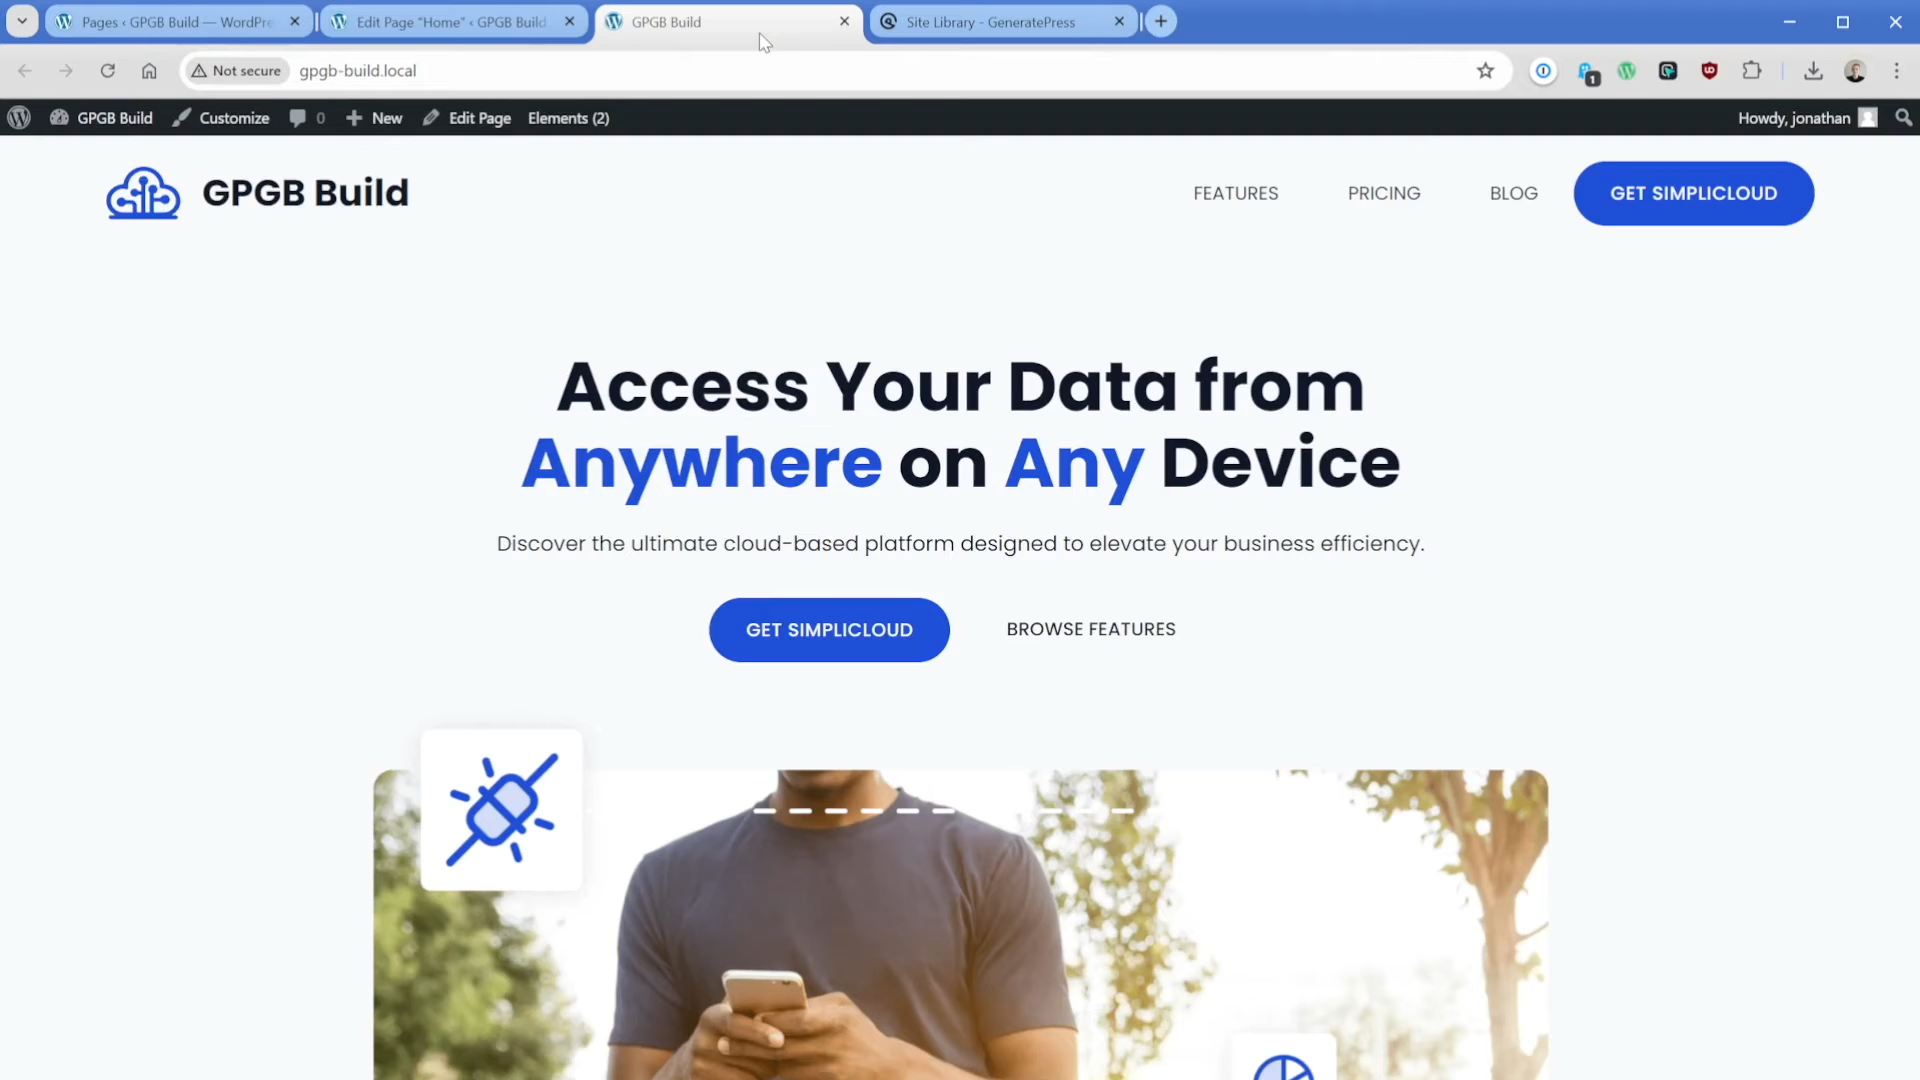 Pages ‹ GPGB Build — WordPre
Edit Page "Home" ‹ GPGB Build
GPGB Build
Site Library - GeneratePress
Not secure
gpgb-build.local
1
GPGB Build
Customize
0
New
Edit Page
Elements (2)
Howdy, jonathan
GPGB Build
FEATURES
PRICING
BLOG
GET SIMPLICLOUD
Access Your Data from
Anywhere on Any Device
Discover the ultimate cloud-based platform designed to elevate your business efficiency.
GET SIMPLICLOUD
BROWSE FEATURES